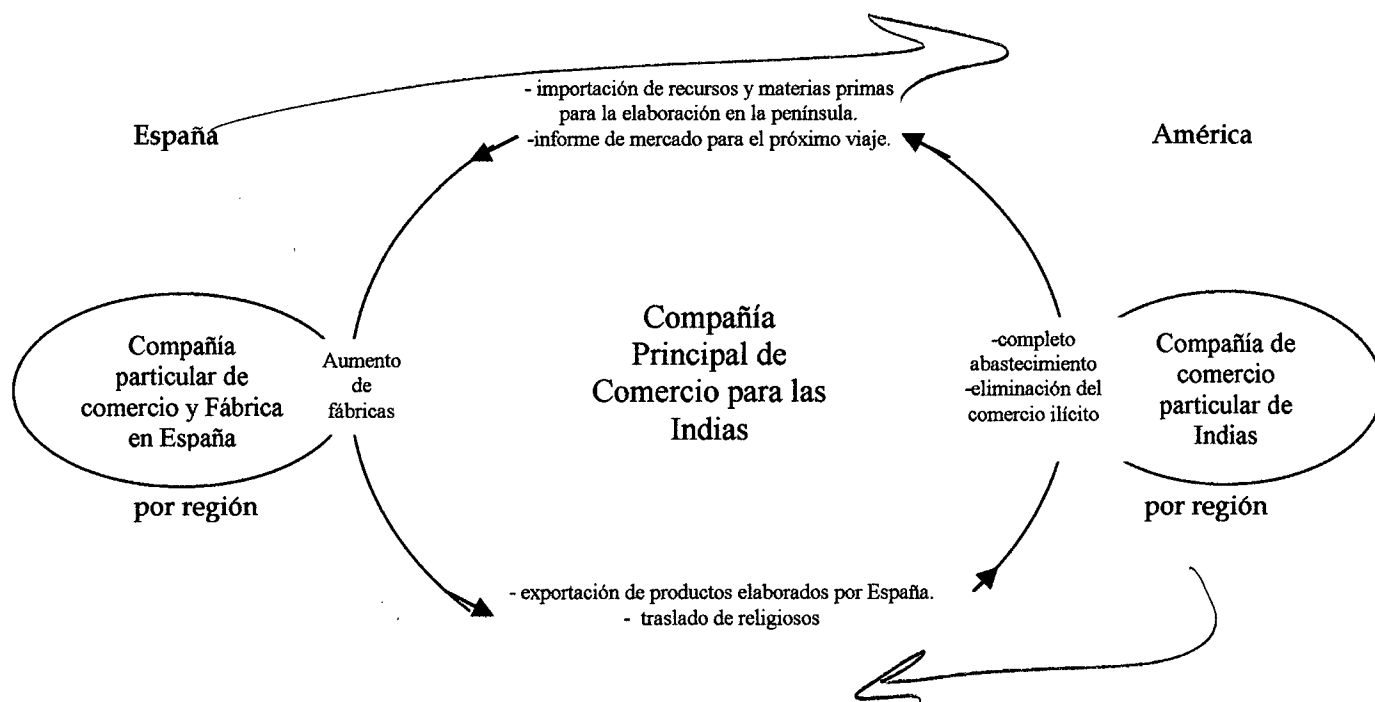 - importación de recursos y materias primas
para la elaboración en la península.
-informe de mercado para el próximo viaje.
España
América
Compañía
particular de
comercio y Fábrica
en España
Aumento
de
fábricas
Compañía
Principal de
Comercio para las
Indias
-completo
abastecimiento
-eliminación del
comercio ilícito
Compañía de
comercio
particular de
Indias
por región
por región
- exportación de productos elaborados por España.
- traslado de religiosos